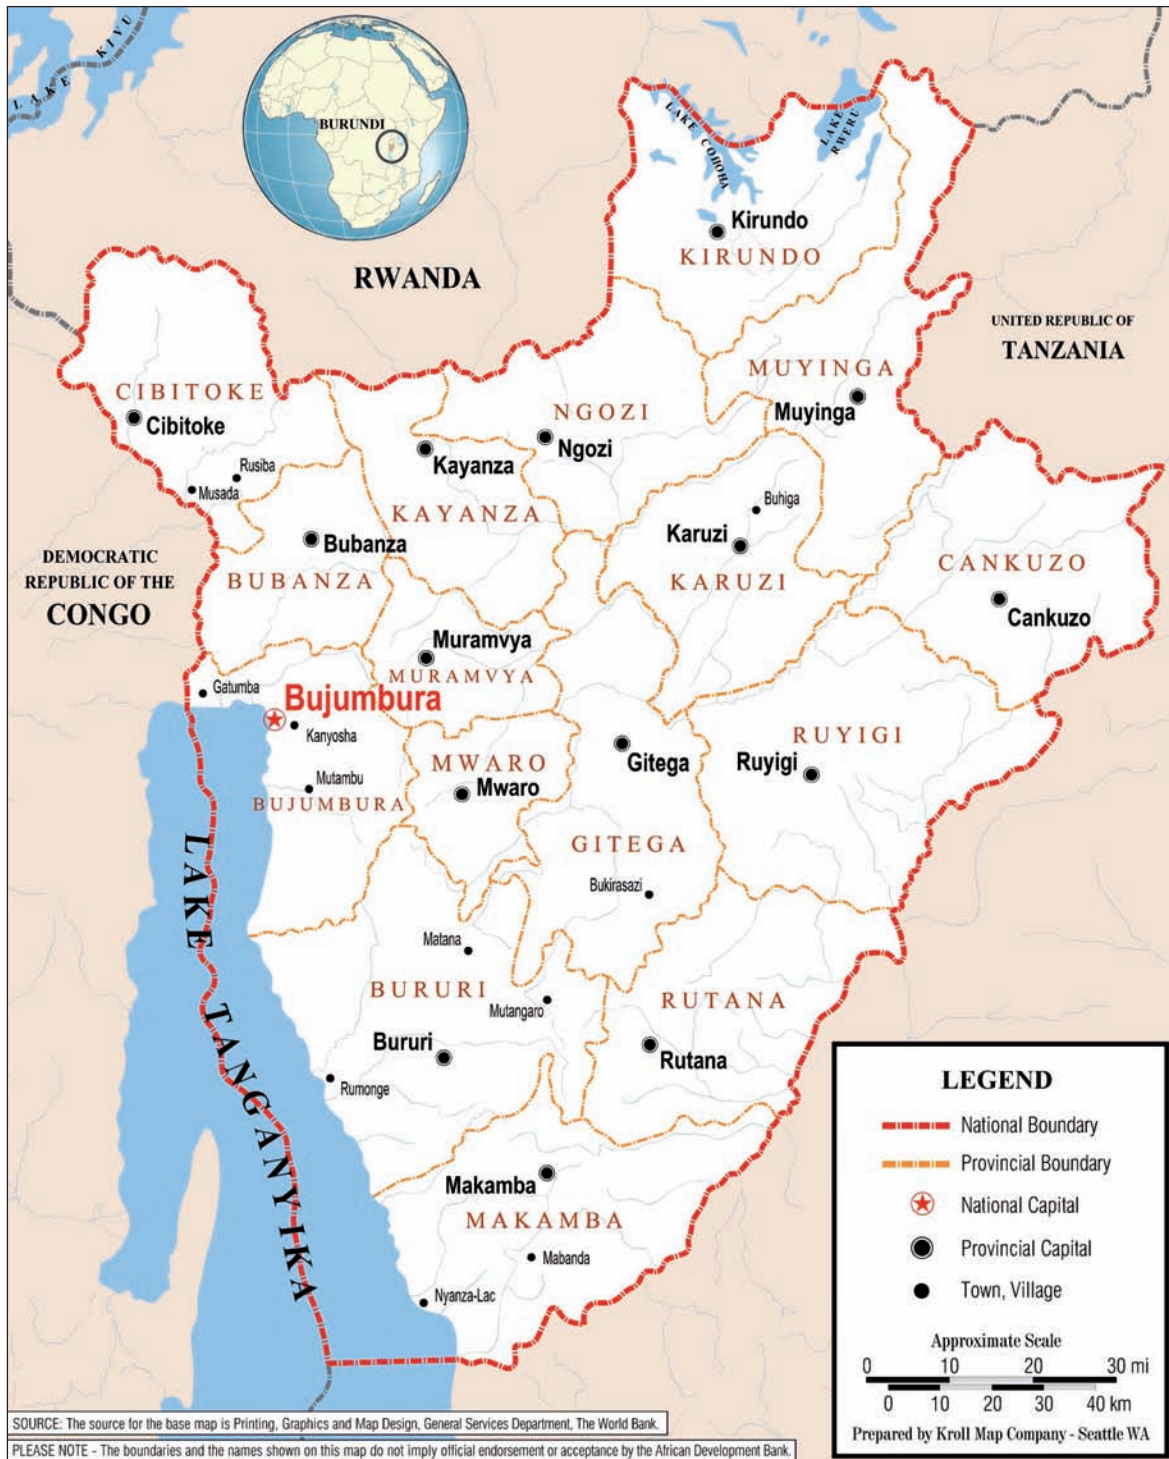 LAKE KIVU
BURUNDI
LAKE COHOHA
LAKE
RWERU
Kirundo
KIRUNDO
RWANDA
UNITED REPUBLIC OF
TANZANIA
MUYINGA
Muyinga
CIBITOKE
Cibitoke
NGOZI
Ngozi
Kayanza
KAYANZA
Rusiba
Musada
Buhiga
Karuzi
KARUZI
Bubanza
BUBANZA
DEMOCRATIC
REPUBLIC OF THE
CONGO
CANKUZO
Cankuzo
Muramvya
MURAMVYA
Gatumba
Bujumbura
Kanyosha
Mutambu
BUJUMBURA
MWARO
Mwaro
Gitega
GITEGA
RUYIGI
Ruyigi
Bukirasazi
LAKE TANGANYIKA
Matana
BURURI
Mutangaro
Bururi
RUTANA
Rutana
Rumonge
Makamba
MAKAMBA
Mabanda
Nyanza-Lac
LEGEND
National Boundary
Provincial Boundary
National Capital
Provincial Capital
Town, Village
Approximate Scale
0 10 20 30 mi
0 10 20 30 40 km
Prepared by Kroll Map Company - Seattle WA
SOURCE: The source for the base map is Printing, Graphics and Map Design, General Services Department, The World Bank.
PLEASE NOTE - The boundaries and the names shown on this map do not imply official endorsement or acceptance by the African Development Bank.